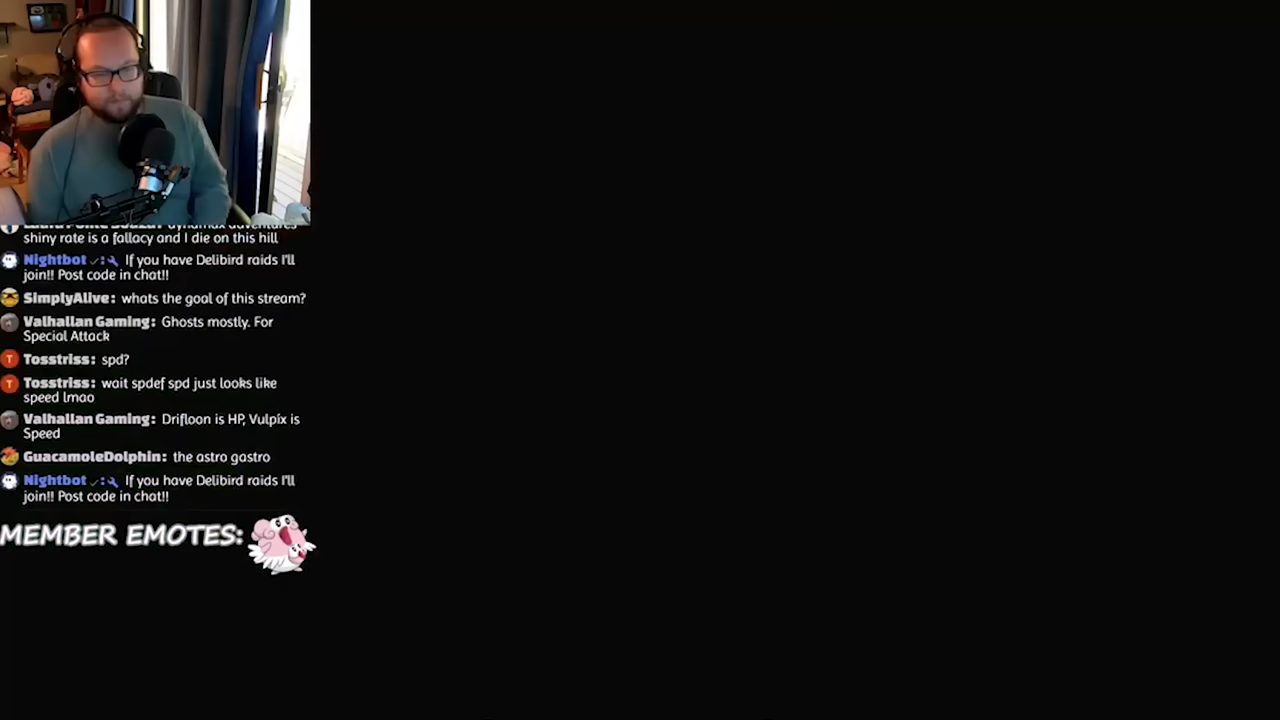 dynamax adventures
shiny rate is a fallacy and I die on this hill
Nightbot : If you have Delibird raids I'll
join!! Post code in chat!!
SimplyAlive: whats the goal of this stream?
Valhallan Gaming: Ghosts mostly. For
Special Attack
T Tosstriss: spd?
T Tosstriss: wait spdef spd just looks like
speed lmao
Valhallan Gaming: Drifloon is HP, Vulpix is
Speed
GuacamoleDolphin: the astro gastro
Nightbot : If you have Delibird raids I'll
join!! Post code in chat!!
MEMBER EMOTES: